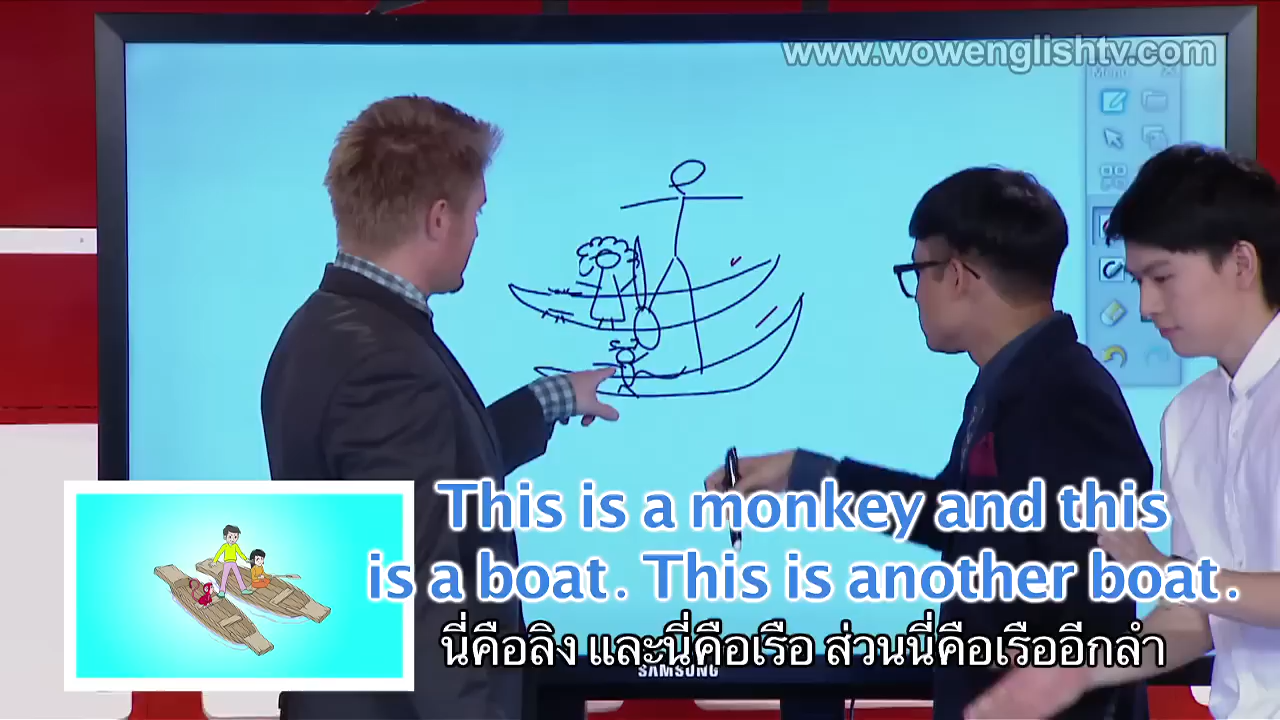 www.wowenglishtv.com
Menu
This is a monkey and this
is a boat. This is another boat.
นี่คือลิง และนี่คือเรือ ส่วนนี่คือเรืออีกลำ
SAMSUNG